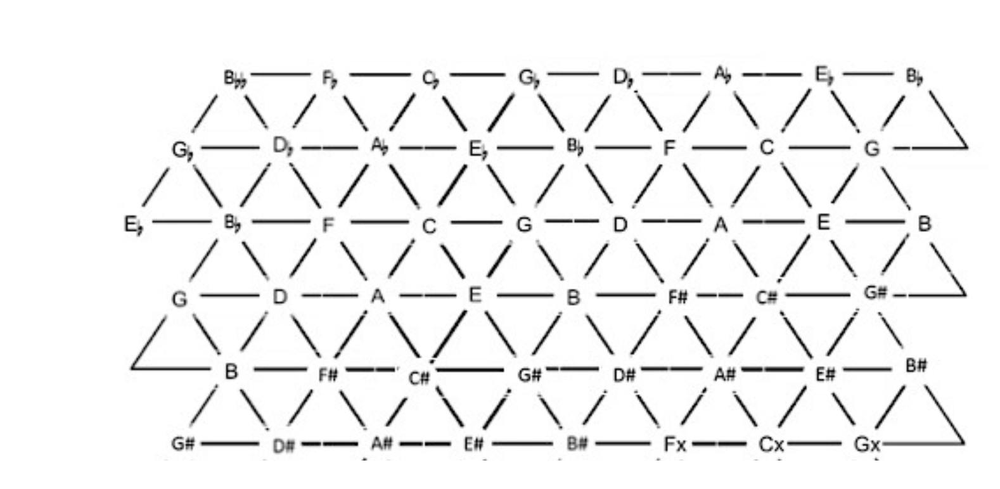 B♭♭ F♭ C♭ G♭ D♭ A♭ E♭ B♭
G♭ D♭ A♭ E♭ B♭ F C G
E♭ B♭ F C G D A E B
G D A E B F# C# G#
B F# C# G# D# A# E# B#
G# D# A# E# B# Fx Cx Gx